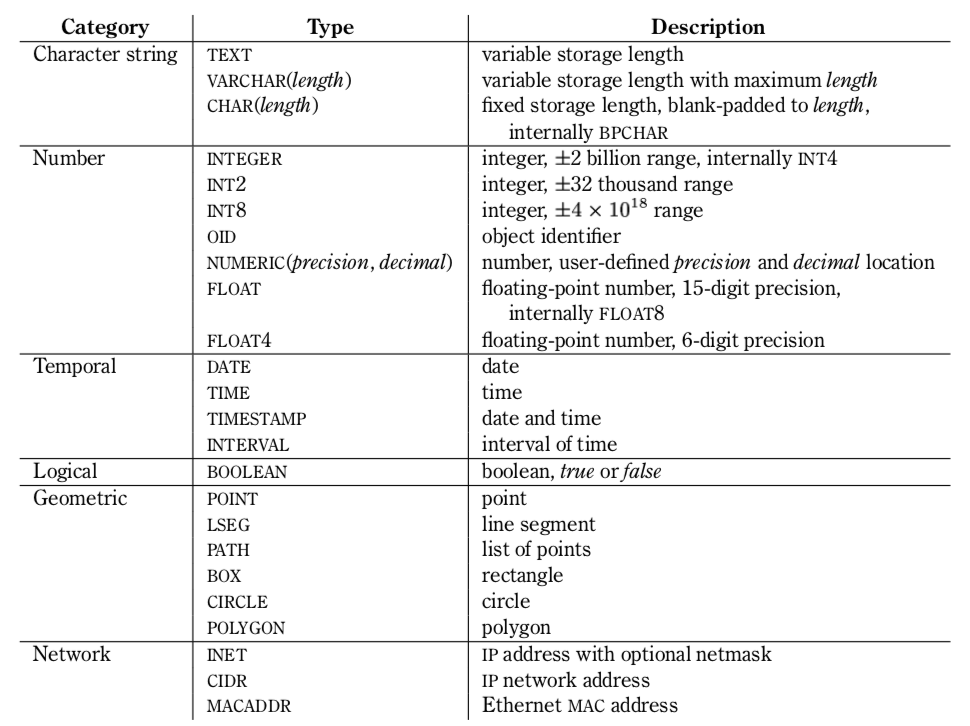 Category Type Description
Character string TEXT variable storage length
VARCHAR(length) variable storage length with maximum length
CHAR(length) fixed storage length, blank-padded to length,
internally BPCHAR
Number INTEGER integer, ±2 billion range, internally INT4
INT2 integer, ±32 thousand range
INT8 integer, ±4 × 10¹⁸ range
OID object identifier
NUMERIC(precision, decimal) number, user-defined precision and decimal location
FLOAT floating-point number, 15-digit precision,
internally FLOAT8
FLOAT4 floating-point number, 6-digit precision
Temporal DATE date
TIME time
TIMESTAMP date and time
INTERVAL interval of time
Logical BOOLEAN boolean, true or false
Geometric POINT point
LSEG line segment
PATH list of points
BOX rectangle
CIRCLE circle
POLYGON polygon
Network INET IP address with optional netmask
CIDR IP network address
MACADDR Ethernet MAC address